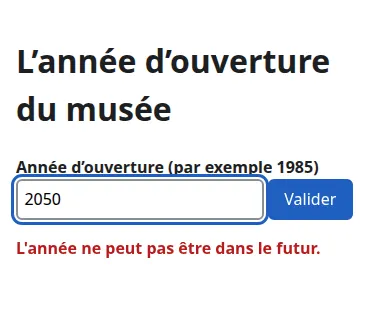 L’année d’ouverture
du musée
Année d’ouverture (par exemple 1985)
2050
Valider
L'année ne peut pas être dans le futur.